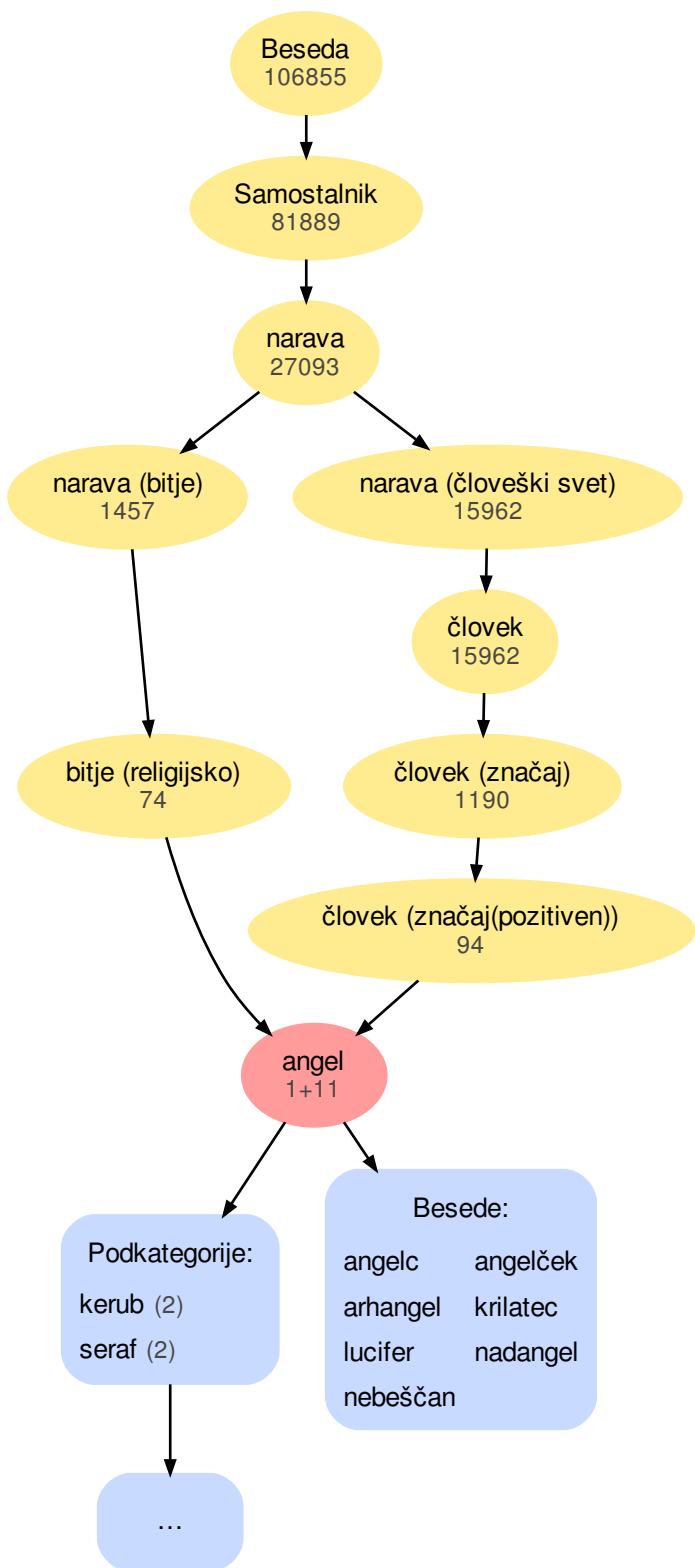 Beseda
106855
Samostalnik
81889
narava
27093
narava (bitje)
1457
narava (človeški svet)
15962
človek
15962
bitje (religijsko)
74
človek (značaj)
1190
človek (značaj(pozitiven))
94
angel
1+11
Podkategorije:
kerub (2)
seraf (2)
Besede:
angelc angelček
arhangel krilatec
lucifer nadangel
nebeščan
...